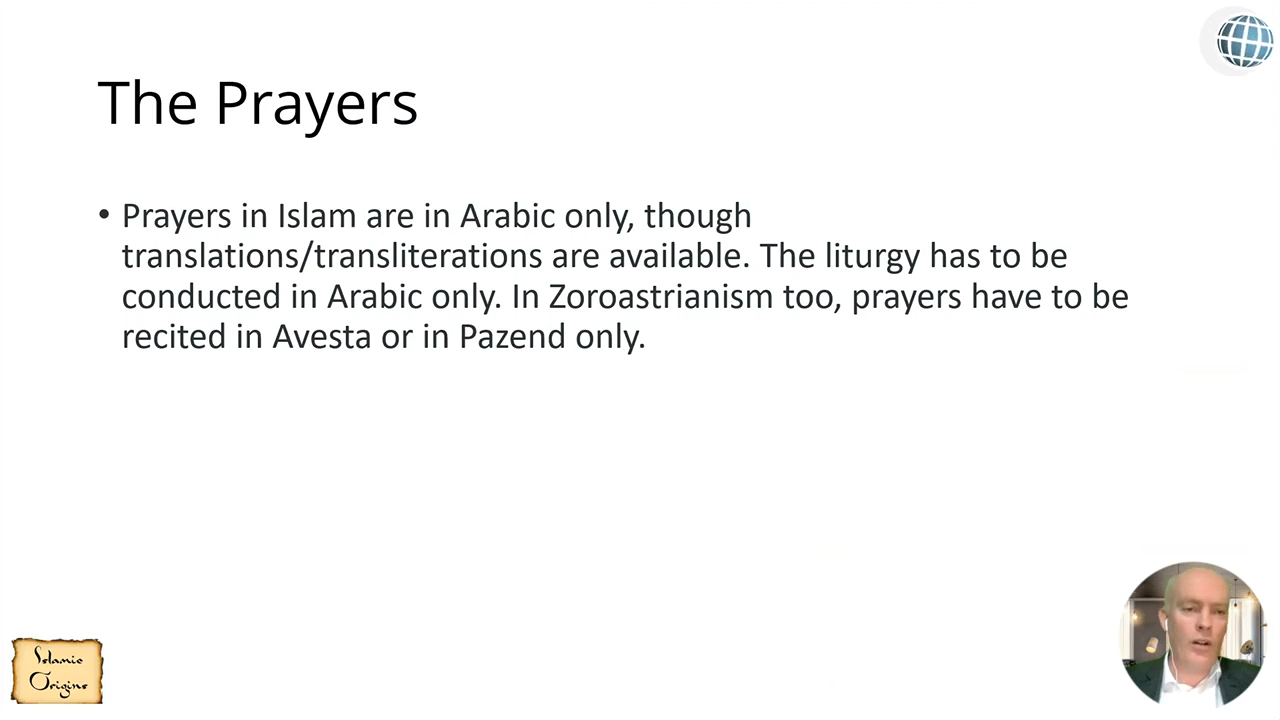 The Prayers
• Prayers in Islam are in Arabic only, though
translations/transliterations are available. The liturgy has to be
conducted in Arabic only. In Zoroastrianism too, prayers have to be
recited in Avesta or in Pazend only.
Islamic
Origins